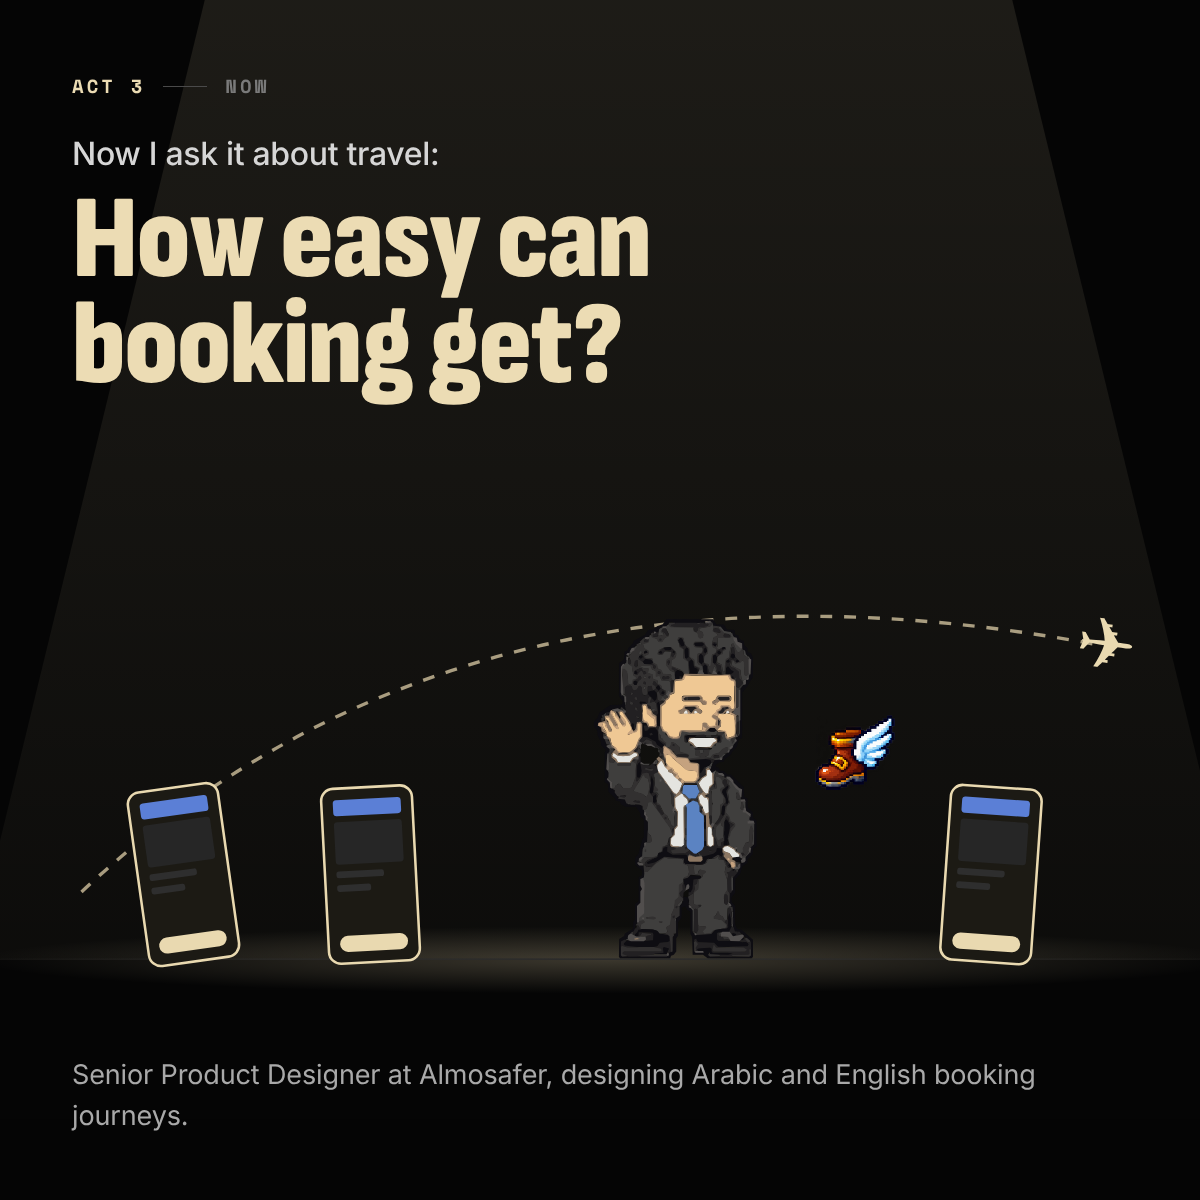 ACT 3 NOW
Now I ask it about travel:
How easy can
booking get?
Senior Product Designer at Almosafer, designing Arabic and English booking
journeys.